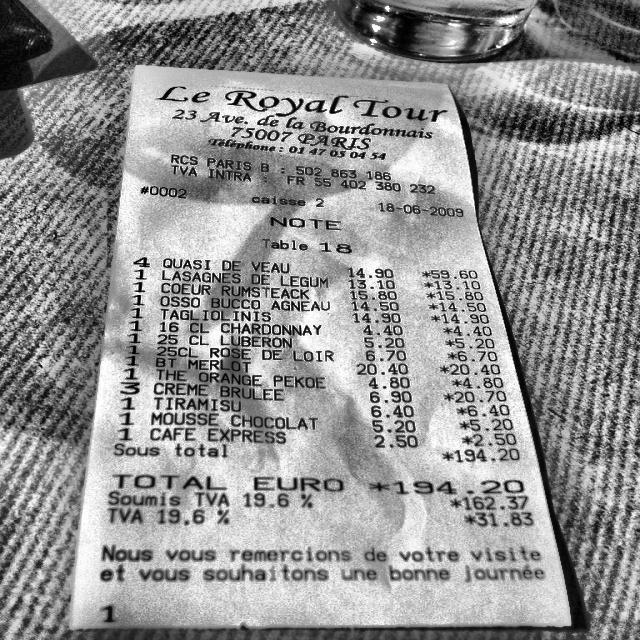 Le Royal Tour
23 Ave, de la Bourdonnais
75007 PARIS
Téléphone : 01 47 05 04 54
RCS PARIS B : 502 863 186
TVA INTRA : FR 55 402 380 232
#0002 caisse 2 18-06-2009
NOTE
Table 18
4 QUASI DE VEAU 14.90 *59.60
1 LASAGNES DE LEGUM 13.10 *13.10
1 COEUR RUMSTEACK 15.80 *15.80
1 OSSO BUCCO AGNEAU 14.50 *14.50
1 TAGLIOLINIS 14.90 *14.90
1 16 CL CHARDONNAY 4.40 *4.40
1 25 CL LUBERON 5.20 *5.20
1 25CL ROSE DE LOIR 6.70 *6.70
1 BT MERLOT 20.40 *20.40
1 THE ORANGE PEKOE 4.80 *4.80
3 CREME BRULEE 6.90 *20.70
1 TIRAMISU 6.40 *6.40
1 MOUSSE CHOCOLAT 5.20 *5.20
1 CAFE EXPRESS 2.50 *2.50
Sous total *194.20
TOTAL EURO *194.20
Soumis TVA 19.6 % *162.37
TVA 19.6 % *31.83
Nous vous remercions de votre visite
et vous souhaitons une bonne journée
1